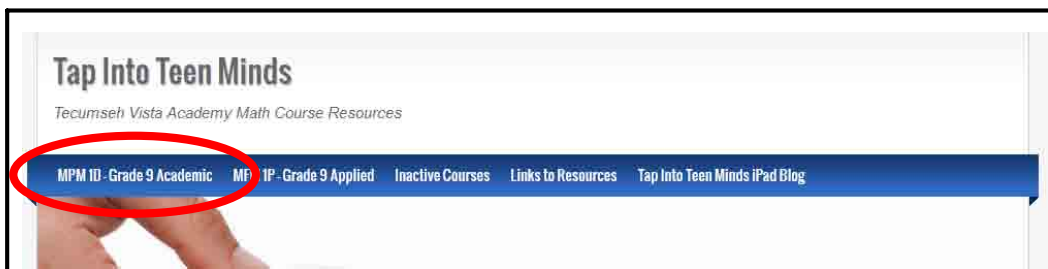 Tap Into Teen Minds
Tecumseh Vista Academy Math Course Resources
MPM 1D - Grade 9 Academic 1P - Grade 9 Applied Inactive Courses Links to Resources Tap Into Teen Minds iPad Blog